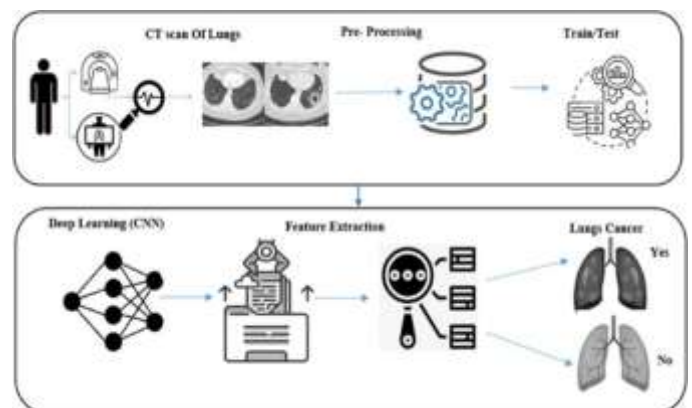 CT scan Of Lungs
Pre- Processing
Train/Test
Deep Learning (CNN)
Feature Extraction
Lungs Cancer
Yes
No